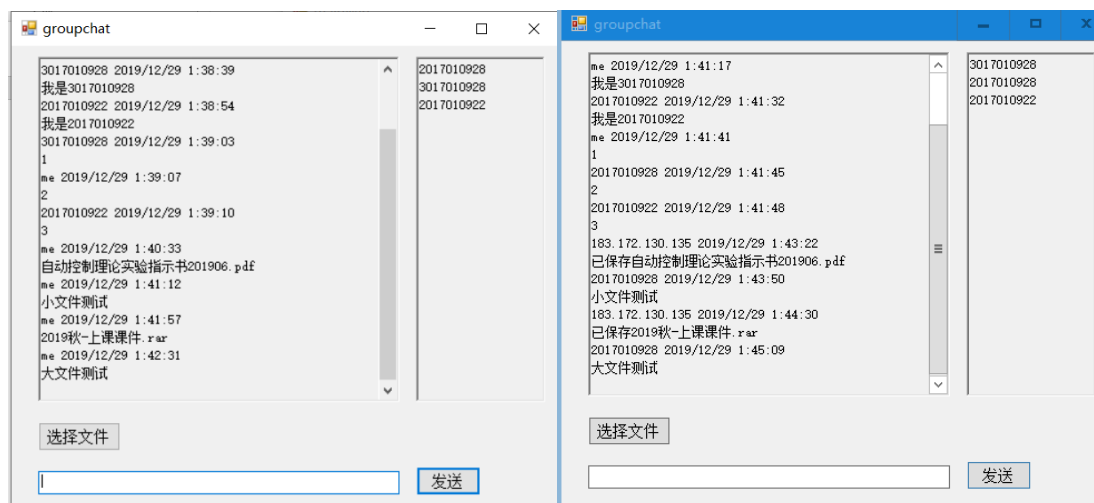 groupchat
3017010928 2019/12/29 1:38:39
我是3017010928
2017010922 2019/12/29 1:38:54
我是2017010922
3017010928 2019/12/29 1:39:03
1
me 2019/12/29 1:39:07
2
2017010922 2019/12/29 1:39:10
3
me 2019/12/29 1:40:33
自动控制理论实验指示书201906.pdf
me 2019/12/29 1:41:12
小文件测试
me 2019/12/29 1:41:57
2019秋-上课课件.rar
me 2019/12/29 1:42:31
大文件测试
2017010928
3017010928
2017010922
选择文件
发送
groupchat
me 2019/12/29 1:41:17
我是3017010928
2017010922 2019/12/29 1:41:32
我是2017010922
me 2019/12/29 1:41:41
1
2017010928 2019/12/29 1:41:45
2
2017010922 2019/12/29 1:41:48
3
183.172.130.135 2019/12/29 1:43:22
已保存自动控制理论实验指示书201906.pdf
2017010928 2019/12/29 1:43:50
小文件测试
183.172.130.135 2019/12/29 1:44:30
已保存2019秋-上课课件.rar
2017010928 2019/12/29 1:45:09
大文件测试
3017010928
2017010928
2017010922
选择文件
发送